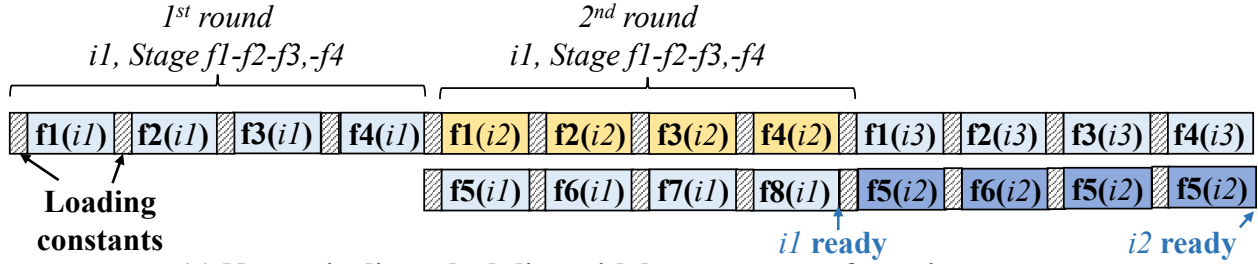 1st round
i1, Stage f1-f2-f3,-f4
2nd round
i1, Stage f1-f2-f3,-f4
f1(i1) f2(i1) f3(i1) f4(i1) f1(i2) f2(i2) f3(i2) f4(i2) f1(i3) f2(i3) f3(i3) f4(i3)
f5(i1) f6(i1) f7(i1) f8(i1) f5(i2) f6(i2) f5(i2) f5(i2)
Loading
constants
i1 ready
i2 ready